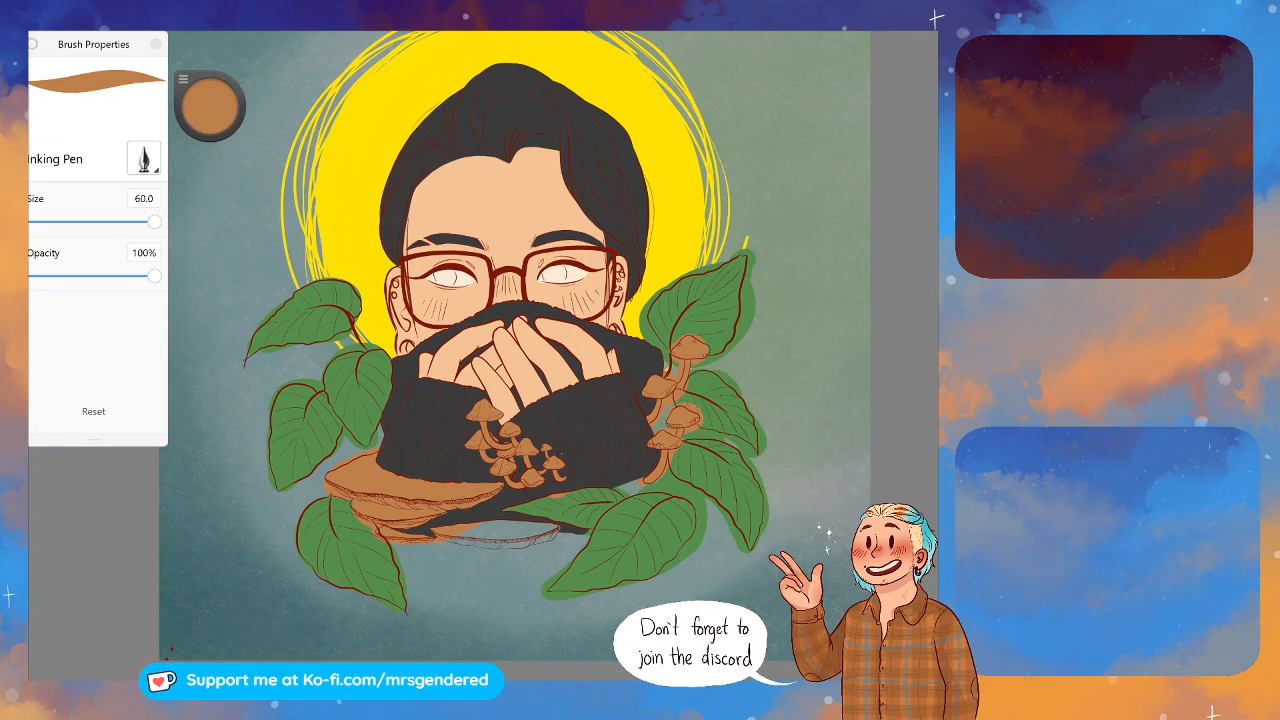 Brush Properties
Inking Pen
Size
60.0
Opacity
100%
Reset
Don't forget to
join the discord
Support me at Ko-fi.com/mrsgendered